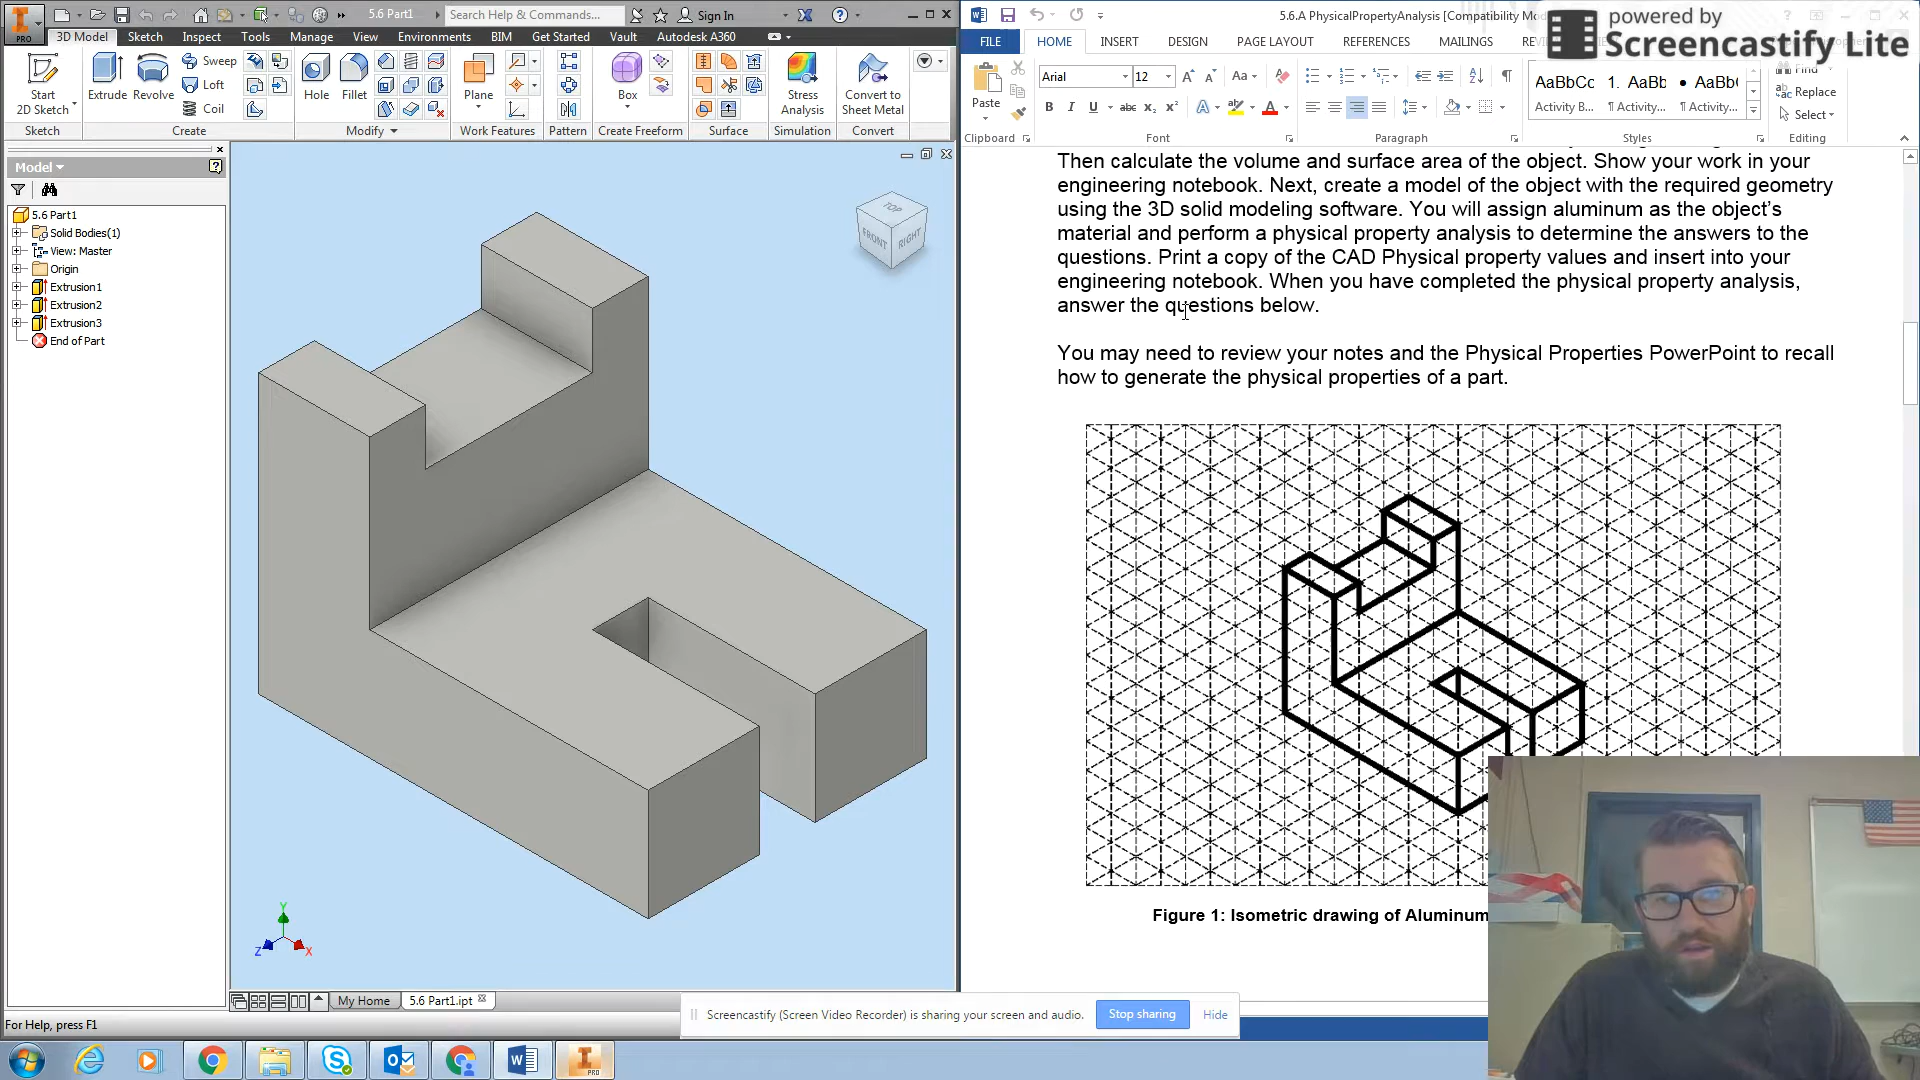 5.6 Part1
Search Help & Commands...
Sign In
PRO
3D Model
Sketch
Inspect
Tools
Manage
View
Environments
BIM
Get Started
Vault
Autodesk A360
Start
2D Sketch
Extrude
Revolve
Sweep
Loft
Coil
Hole
Fillet
Plane
Box
Stress
Analysis
Convert to
Sheet Metal
Sketch
Create
Modify
Work Features
Pattern
Create Freeform
Surface
Simulation
Convert
Model
5.6 Part1
Solid Bodies(1)
View: Master
Origin
Extrusion1
Extrusion2
Extrusion3
End of Part
TOP
FRONT
RIGHT
Y
Z
X
My Home
5.6 Part1.ipt
For Help, press F1
5.6.A PhysicalPropertyAnalysis [Compatibility Mo
powered by
Screencastify Lite
FILE
HOME
INSERT
DESIGN
PAGE LAYOUT
REFERENCES
MAILINGS
Paste
Arial
12
AaBbCc
1. AaBb
AaBb
Activity B...
¶ Activity...
¶ Activity...
Find
Replace
Select
Clipboard
Font
Paragraph
Styles
Editing
Then calculate the volume and surface area of the object. Show your work in your
engineering notebook. Next, create a model of the object with the required geometry
using the 3D solid modeling software. You will assign aluminum as the object’s
material and perform a physical property analysis to determine the answers to the
questions. Print a copy of the CAD Physical property values and insert into your
engineering notebook. When you have completed the physical property analysis,
answer the questions below.
You may need to review your notes and the Physical Properties PowerPoint to recall
how to generate the physical properties of a part.
Figure 1: Isometric drawing of Aluminum
Screencastify (Screen Video Recorder) is sharing your screen and audio.
Stop sharing
Hide
PRO